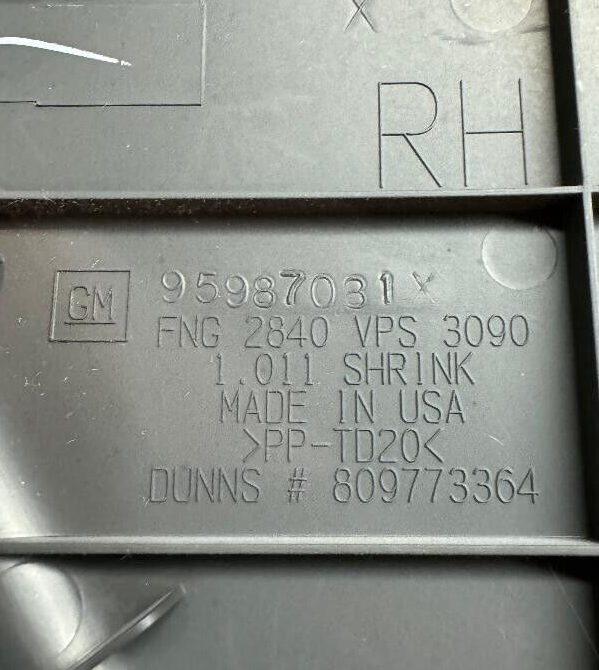 X
RH
GM 95987031 X
FNG 2840 VPS 3090
1.011 SHRINK
MADE IN USA
>PP-TD20<
DUNNS # 809773364